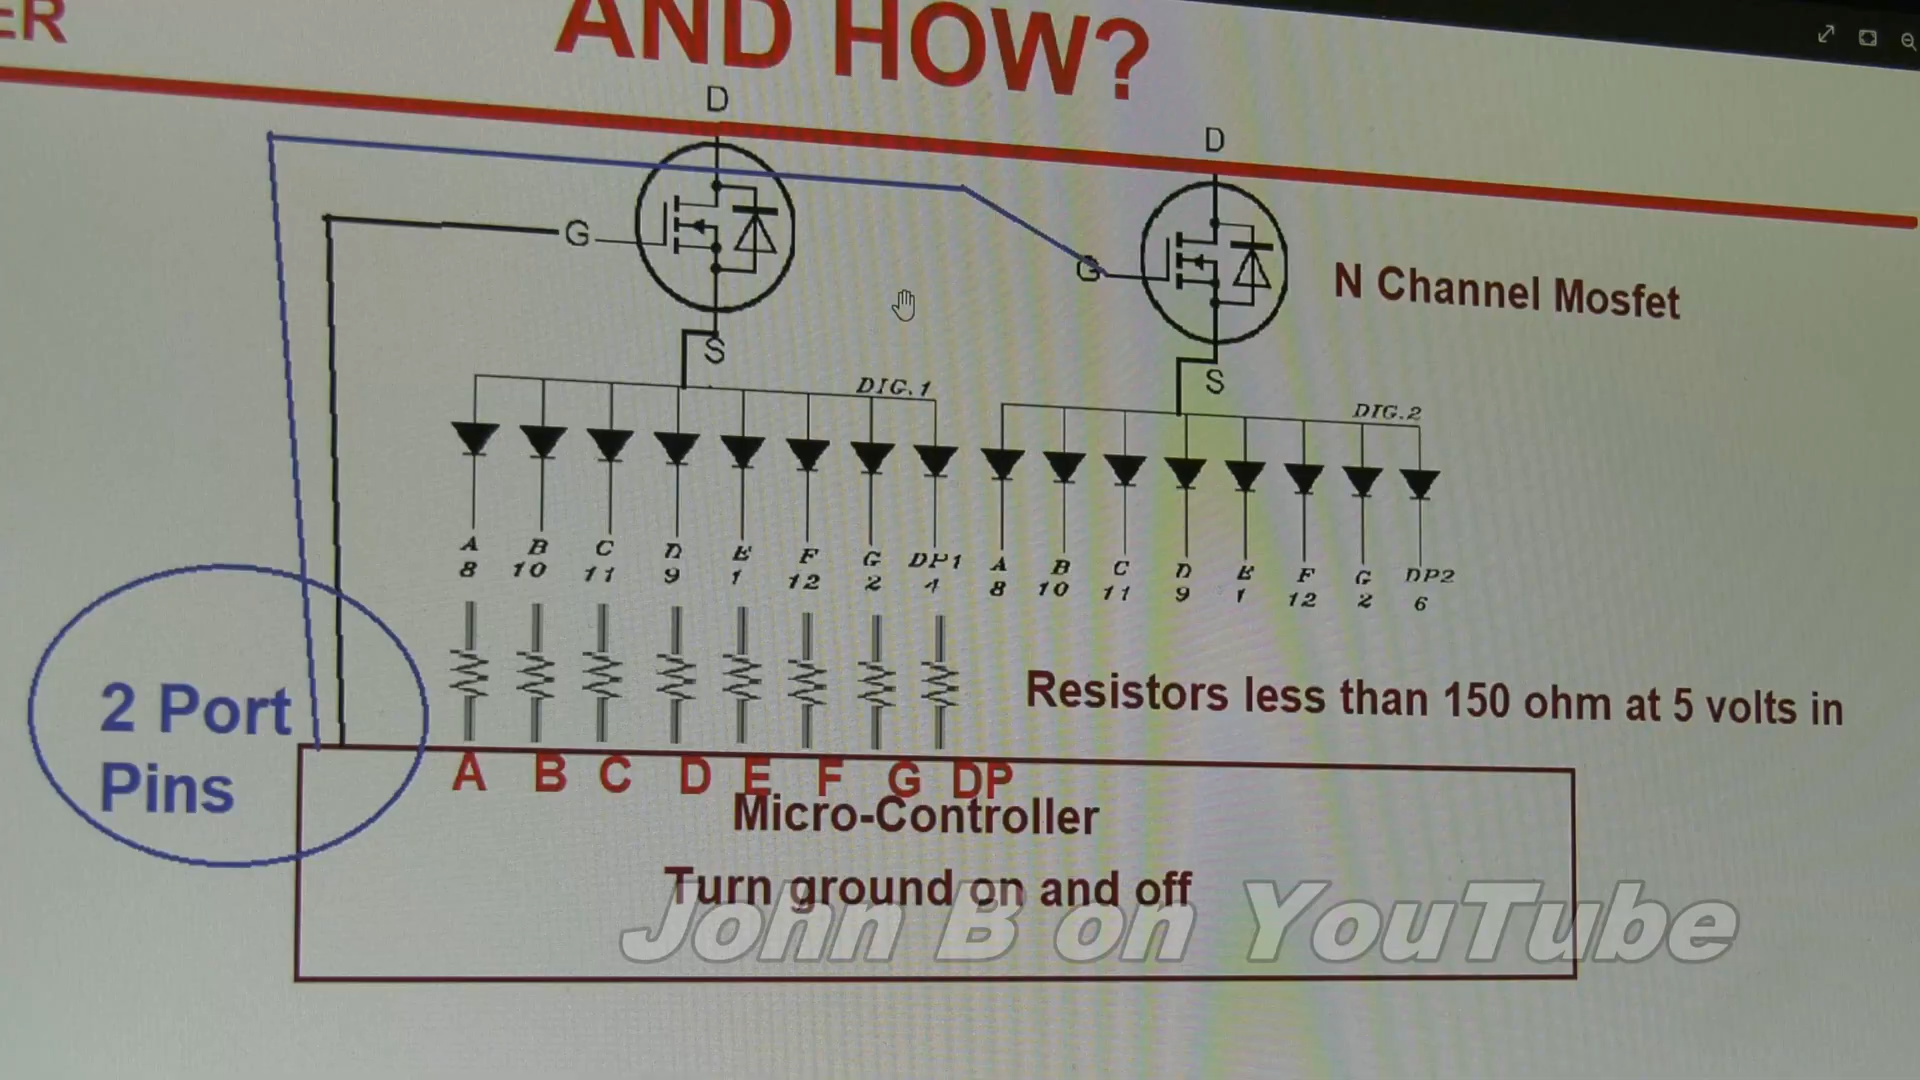 ER
AND HOW?
D
D
G
G
N Channel Mosfet
S
S
DIG.1
DIG.2
A B C D E F G DP1 A B C D E F G DP2
8 10 11 9 1 12 2 4 8 10 11 9 1 12 2 6
2 Port
Pins
Resistors less than 150 ohm at 5 volts in
A B C D E F G DP
Micro-Controller
Turn ground on and off
John B on YouTube